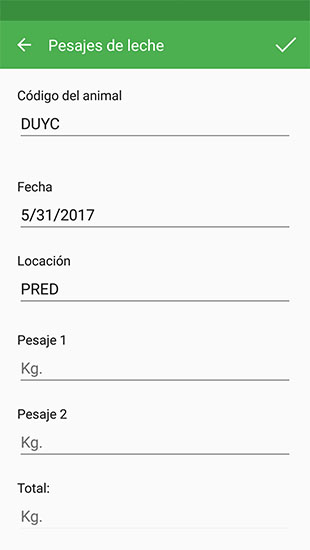 Pesajes de leche
Código del animal
DUYC
Fecha
5/31/2017
Locación
PRED
Pesaje 1
Kg.
Pesaje 2
Kg.
Total:
Kg.